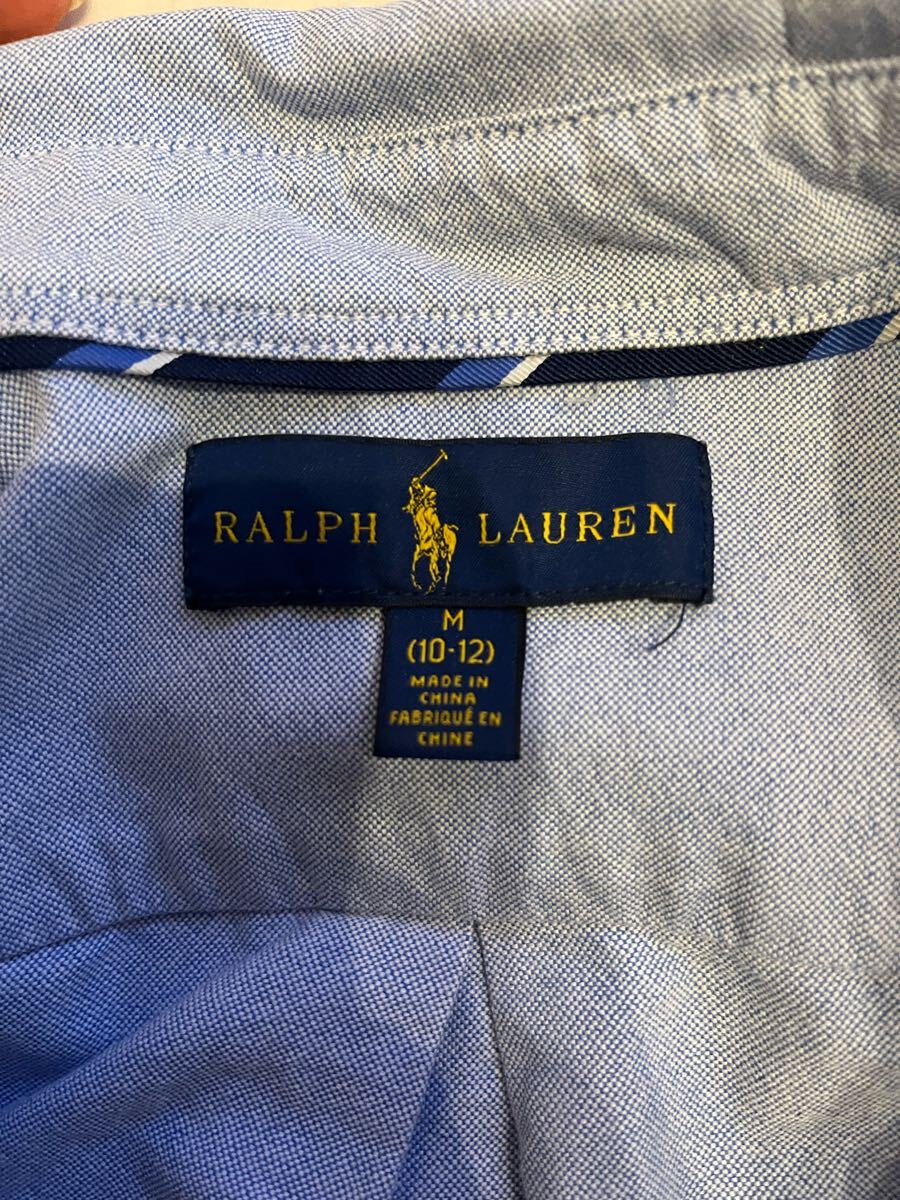 RALPH LAUREN
M
(10-12)
MADE IN
CHINA
FABRIQUÉ EN
CHINE